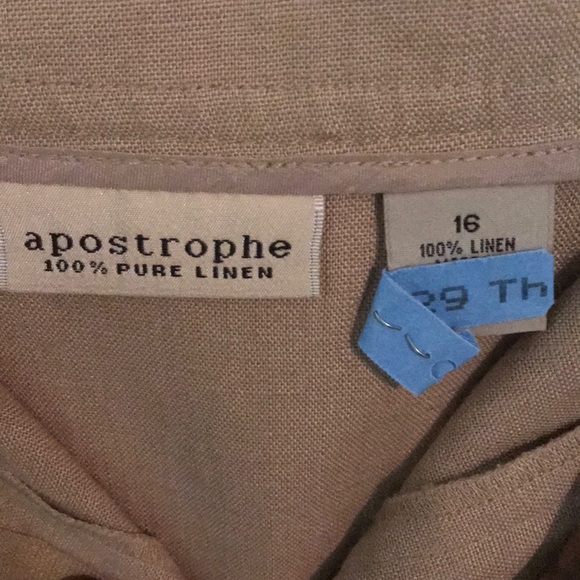 apostrophe
100% PURE LINEN
16
100% LINEN
29 Th